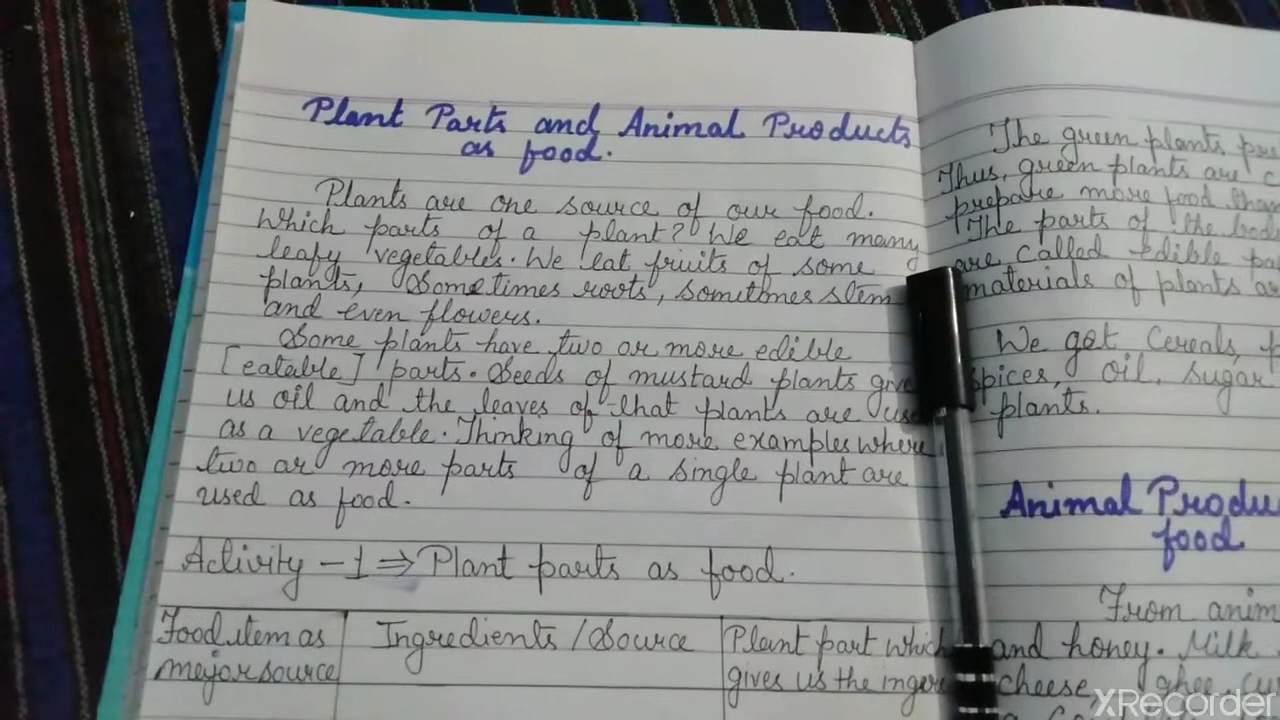 Plant Parts and Animal Products
as food.
Plants are one source of our food.
Which parts of a plant? We eat many
leafy vegetables. We eat fruits of some
plants, Sometimes roots, sometimes stem
and even flowers.
Some plants have two or more edible
[eatable] parts. Seeds of mustard plants give
us oil and the leaves of that plants are
as a vegetable. Thinking of more examples where
two or more parts of a single plant are
used as food.
Activity -1 ⇒ Plant parts as food.
Food item as
mejor source
Ingredients / Source
Plant part which
gives us the
The green plants
Thus, green plants are
prepare more food than
The parts of the
are called edible
materials of plants
We get Cereals,
spices, oil, sugar
plants.
Animal
food
From
and honey. Milk
cheese, ghee,
XRecorder